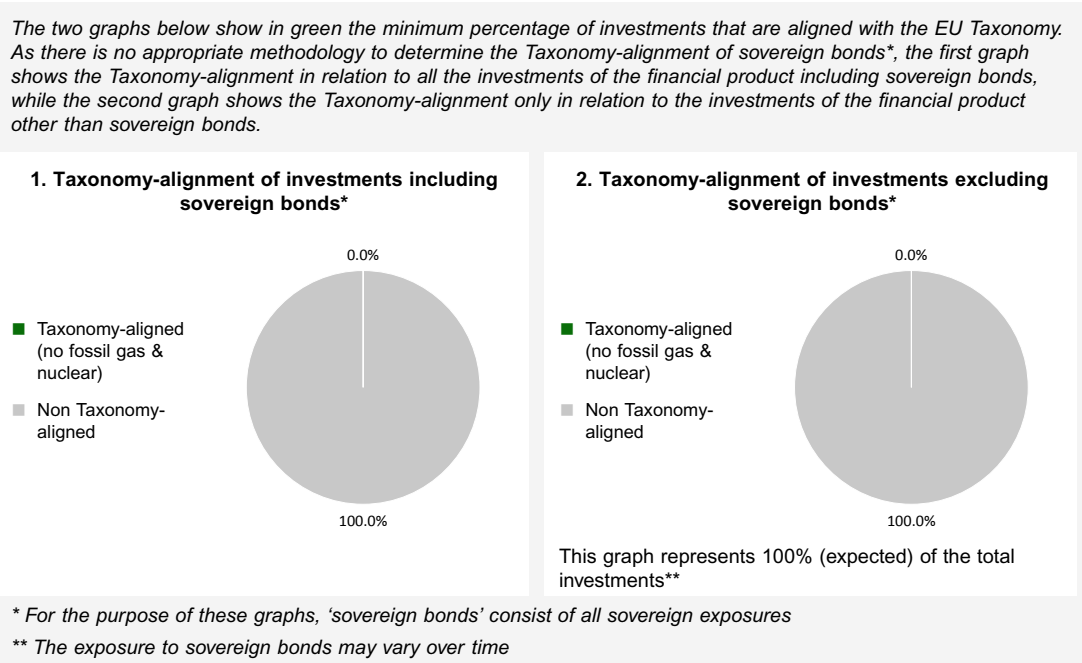 The two graphs below show in green the minimum percentage of investments that are aligned with the EU Taxonomy.
As there is no appropriate methodology to determine the Taxonomy-alignment of sovereign bonds*, the first graph
shows the Taxonomy-alignment in relation to all the investments of the financial product including sovereign bonds,
while the second graph shows the Taxonomy-alignment only in relation to the investments of the financial product
other than sovereign bonds.
1. Taxonomy-alignment of investments including
sovereign bonds*
0.0%
Taxonomy-aligned
(no fossil gas &
nuclear)
Non Taxonomy-
aligned
100.0%
2. Taxonomy-alignment of investments excluding
sovereign bonds*
0.0%
Taxonomy-aligned
(no fossil gas &
nuclear)
Non Taxonomy-
aligned
100.0%
This graph represents 100% (expected) of the total
investments**
* For the purpose of these graphs, ‘sovereign bonds’ consist of all sovereign exposures
** The exposure to sovereign bonds may vary over time